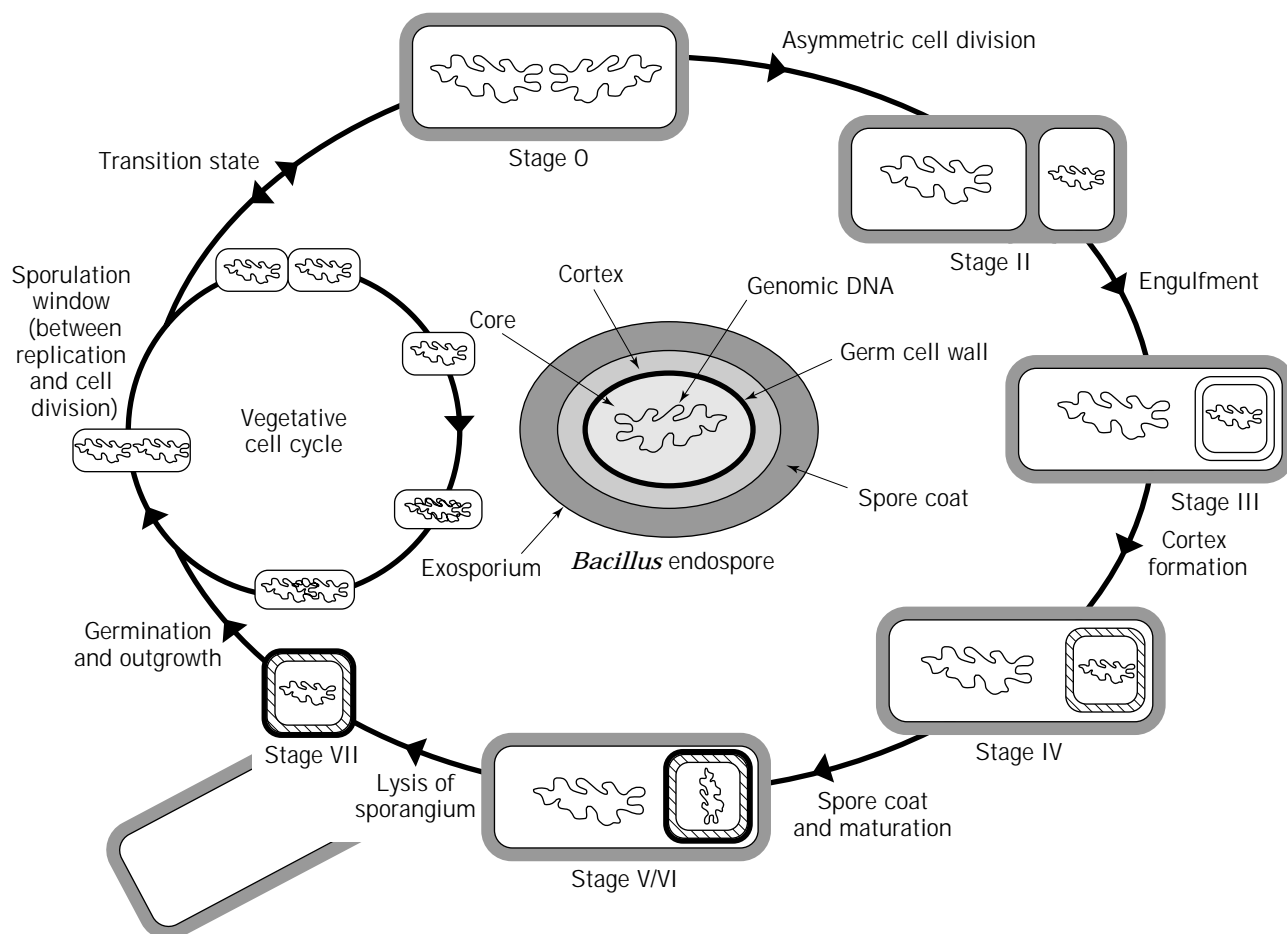 Asymmetric cell division
Transition state
Stage 0
Stage II
Sporulation
window
(between
replication
and cell
division)
Cortex
Genomic DNA
Engulfment
Core
Germ cell wall
Vegetative
cell cycle
Spore coat
Stage III
Exosporium
Bacillus endospore
Cortex
formation
Germination
and outgrowth
Stage VII
Stage IV
Lysis of
sporangium
Spore coat
and maturation
Stage V/VI